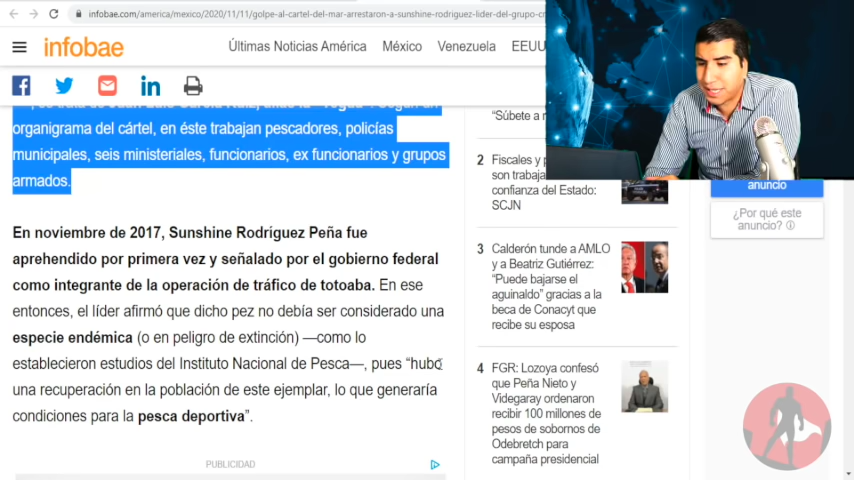 infobae.com/america/mexico/2020/11/11/golpe-al-cartel-del-mar-arrestaron-a-sunshine-rodriguez-lider-del-grupo-cr
infobae
Últimas Noticias América México Venezuela EEUU
organigrama del cártel, en éste trabajan pescadores, policías
municipales, seis ministeriales, funcionarios, ex funcionarios y grupos
armados.
En noviembre de 2017, Sunshine Rodríguez Peña fue
aprehendido por primera vez y señalado por el gobierno federal
como integrante de la operación de tráfico de totoaba. En ese
entonces, el líder afirmó que dicho pez no debía ser considerado una
especie endémica (o en peligro de extinción) —como lo
establecieron estudios del Instituto Nacional de Pesca—, pues “hubo
una recuperación en la población de este ejemplar, lo que generaría
condiciones para la pesca deportiva”.
PUBLICIDAD
“Súbete a
2 Fiscales y
son trabaja
confianza del Estado:
SCJN
3 Calderón tunde a AMLO
y a Beatriz Gutiérrez:
“Puede bajarse el
aguinaldo” gracias a la
beca de Conacyt que
recibe su esposa
4 FGR: Lozoya confesó
que Peña Nieto y
Videgaray ordenaron
recibir 100 millones de
pesos de sobornos de
Odebretch para
campaña presidencial
anuncio
¿Por qué este
anuncio?